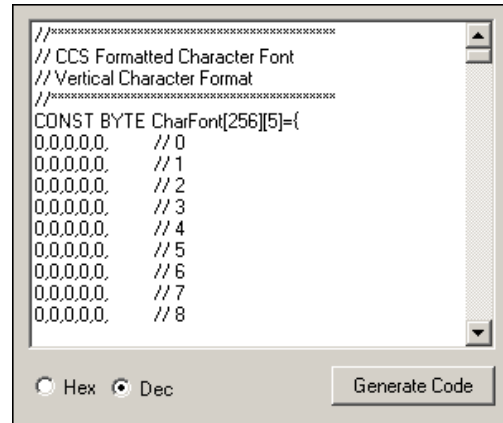 //******************************************
// CCS Formatted Character Font
// Vertical Character Format
//******************************************
CONST BYTE CharFont[256][5]={
0,0,0,0,0, // 0
0,0,0,0,0, // 1
0,0,0,0,0, // 2
0,0,0,0,0, // 3
0,0,0,0,0, // 4
0,0,0,0,0, // 5
0,0,0,0,0, // 6
0,0,0,0,0, // 7
0,0,0,0,0, // 8
Hex Dec Generate Code